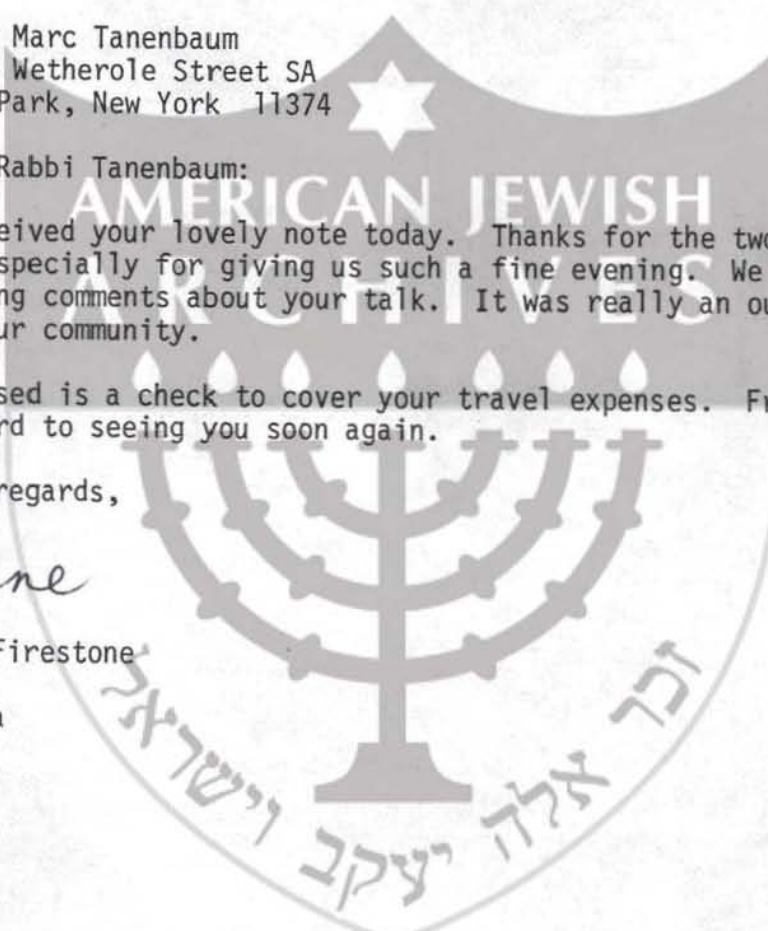 Marc Tanenbaum
Wetherole Street SA
Park, New York 11374
Rabbi Tanenbaum:
AMERICAN JEWISH
ARCHIVES
eived your lovely note today. Thanks for the two
specially for giving us such a fine evening. We
ng comments about your talk. It was really an ou
ur community.
sed is a check to cover your travel expenses. Fr
rd to seeing you soon again.
regards,
ne
Firestone
זכר אלה יעקב וישראל